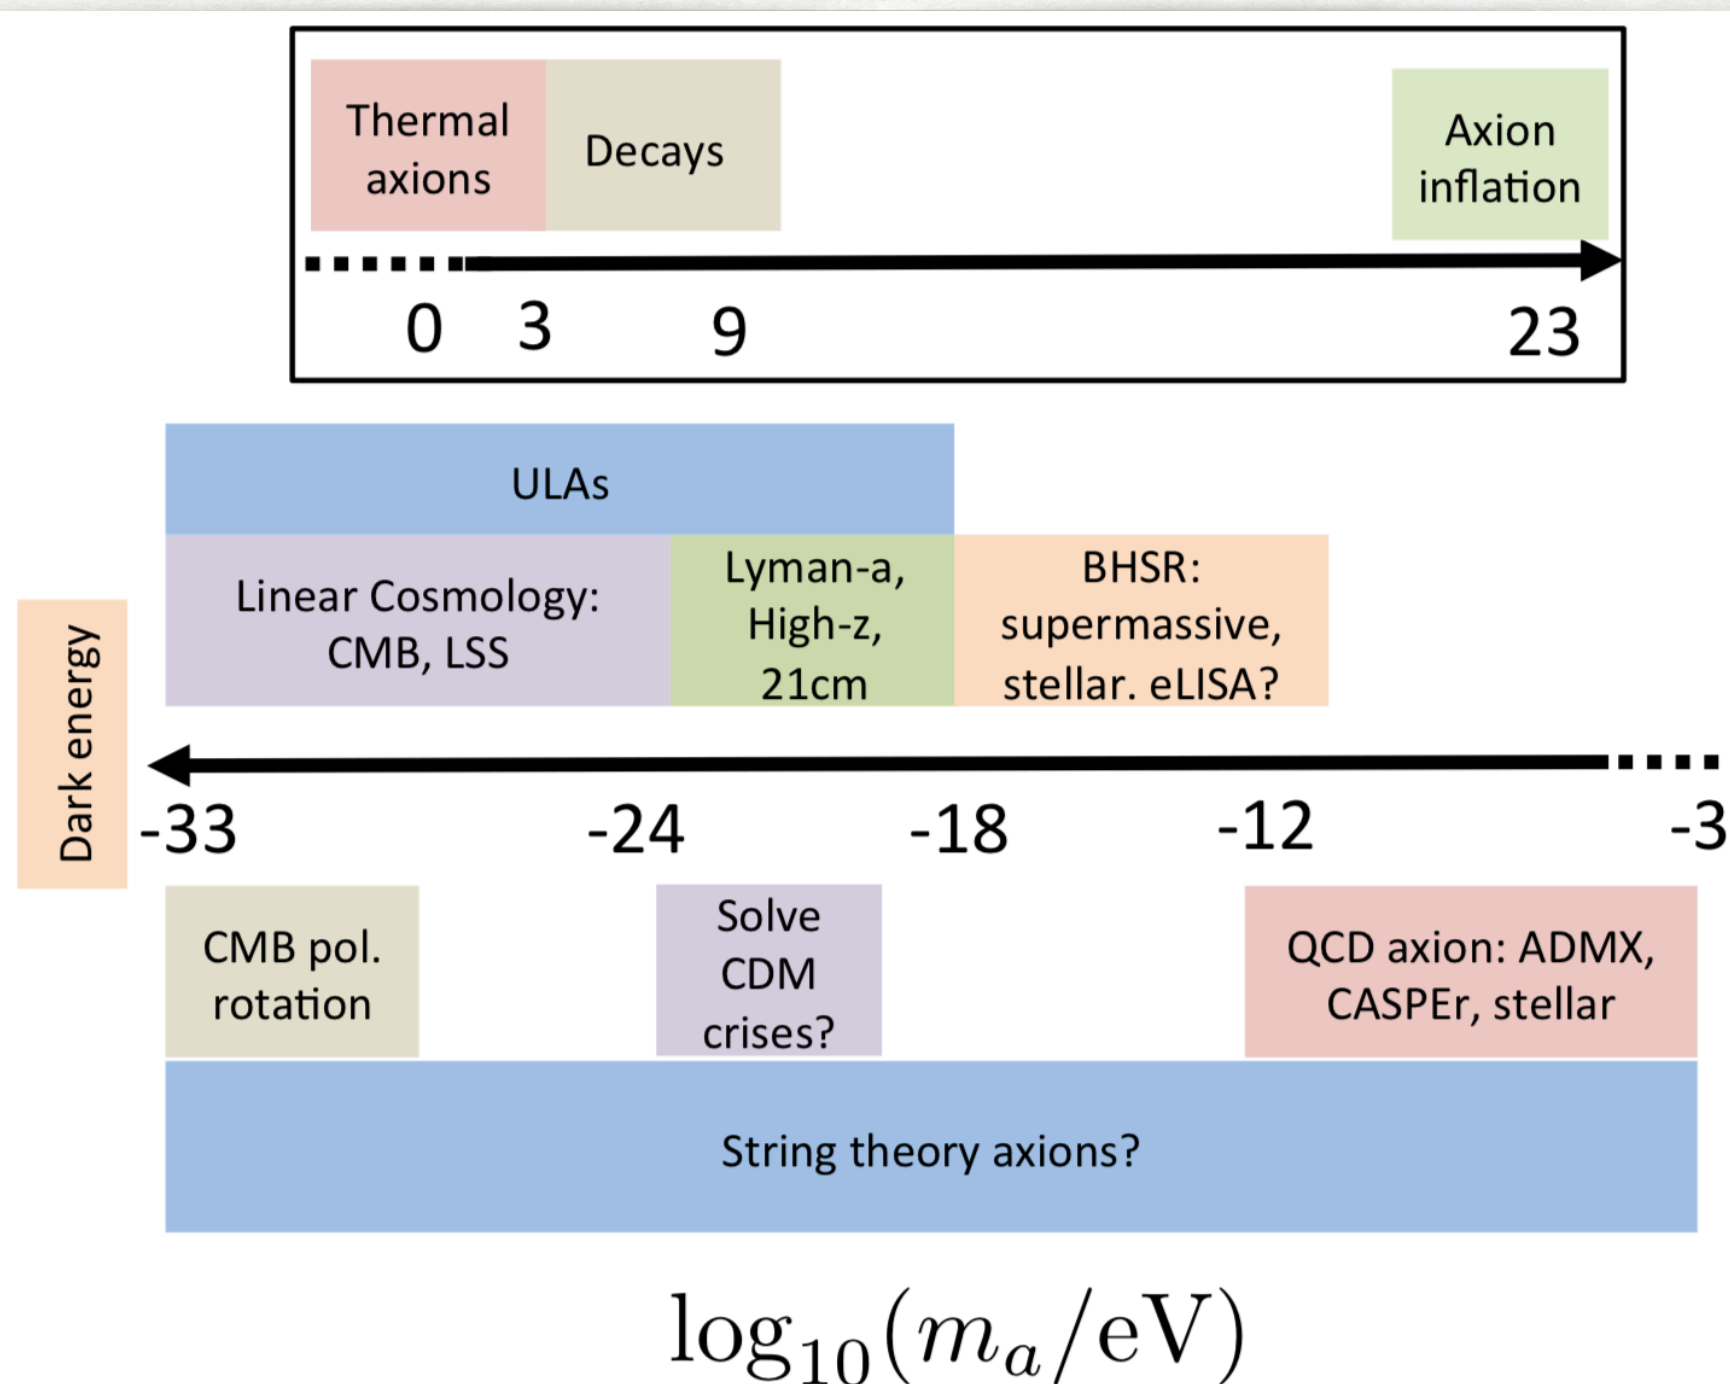 Thermal
axions
Decays
Axion
inflation
0 3 9 23
ULAs
Linear Cosmology:
CMB, LSS
Lyman-a,
High-z,
21cm
BHSR:
supermassive,
stellar. eLISA?
Dark energy
-33 -24 -18 -12 -3
CMB pol.
rotation
Solve
CDM
crises?
QCD axion: ADMX,
CASPEr, stellar
String theory axions?
log₁₀(mₐ/eV)